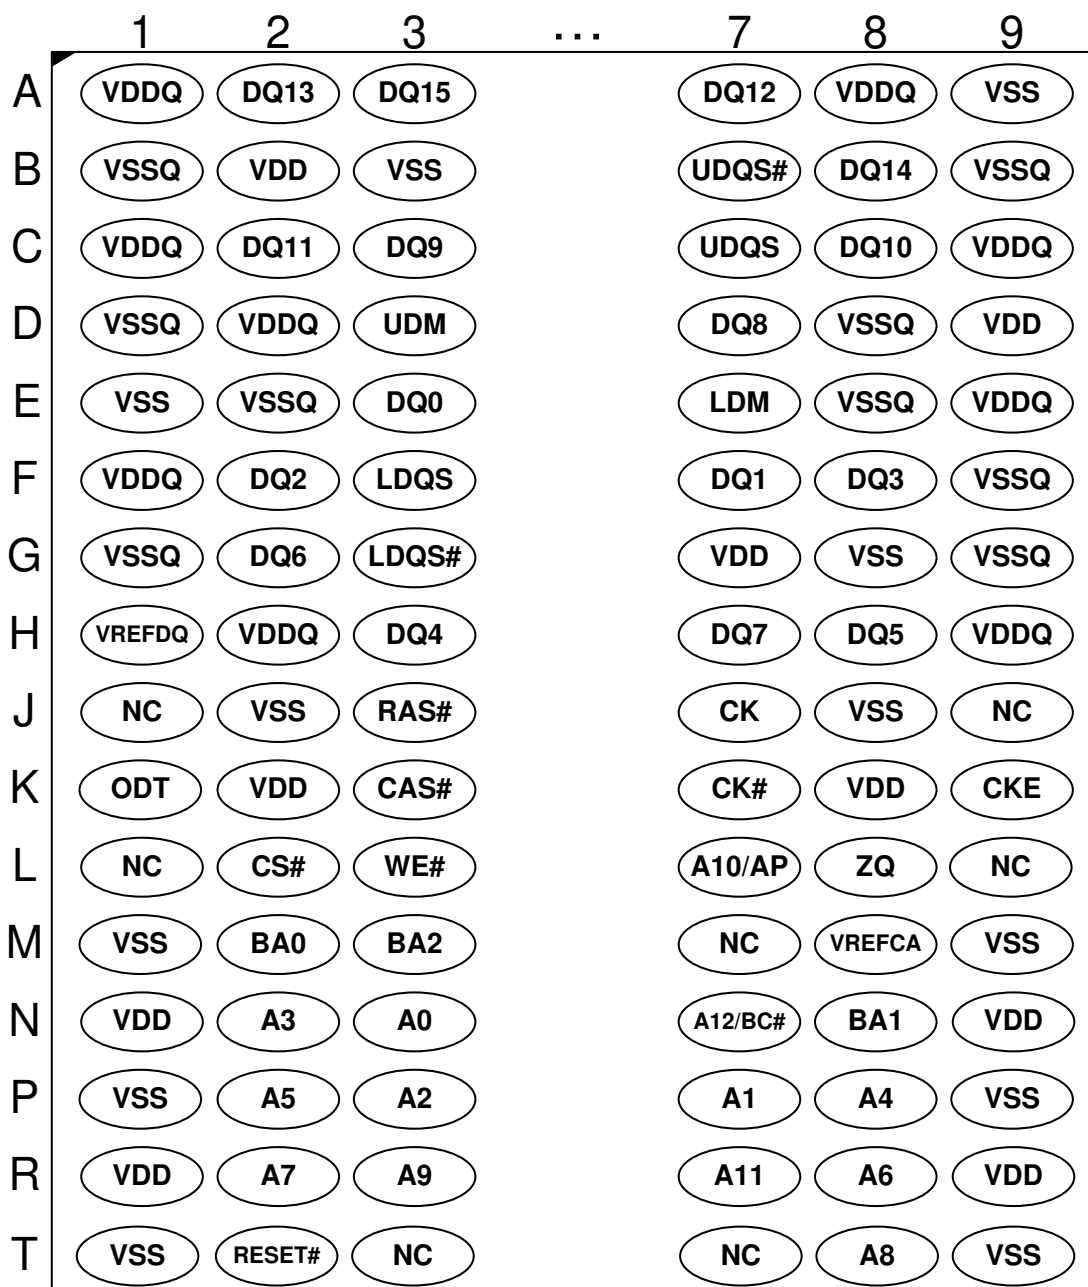 1 2 3 ... 7 8 9
A VDDQ DQ13 DQ15 DQ12 VDDQ VSS
B VSSQ VDD VSS UDQS# DQ14 VSSQ
C VDDQ DQ11 DQ9 UDQS DQ10 VDDQ
D VSSQ VDDQ UDM DQ8 VSSQ VDD
E VSS VSSQ DQ0 LDM VSSQ VDDQ
F VDDQ DQ2 LDQS DQ1 DQ3 VSSQ
G VSSQ DQ6 LDQS# VDD VSS VSSQ
H VREFDQ VDDQ DQ4 DQ7 DQ5 VDDQ
J NC VSS RAS# CK VSS NC
K ODT VDD CAS# CK# VDD CKE
L NC CS# WE# A10/AP ZQ NC
M VSS BA0 BA2 NC VREFCA VSS
N VDD A3 A0 A12/BC# BA1 VDD
P VSS A5 A2 A1 A4 VSS
R VDD A7 A9 A11 A6 VDD
T VSS RESET# NC NC A8 VSS